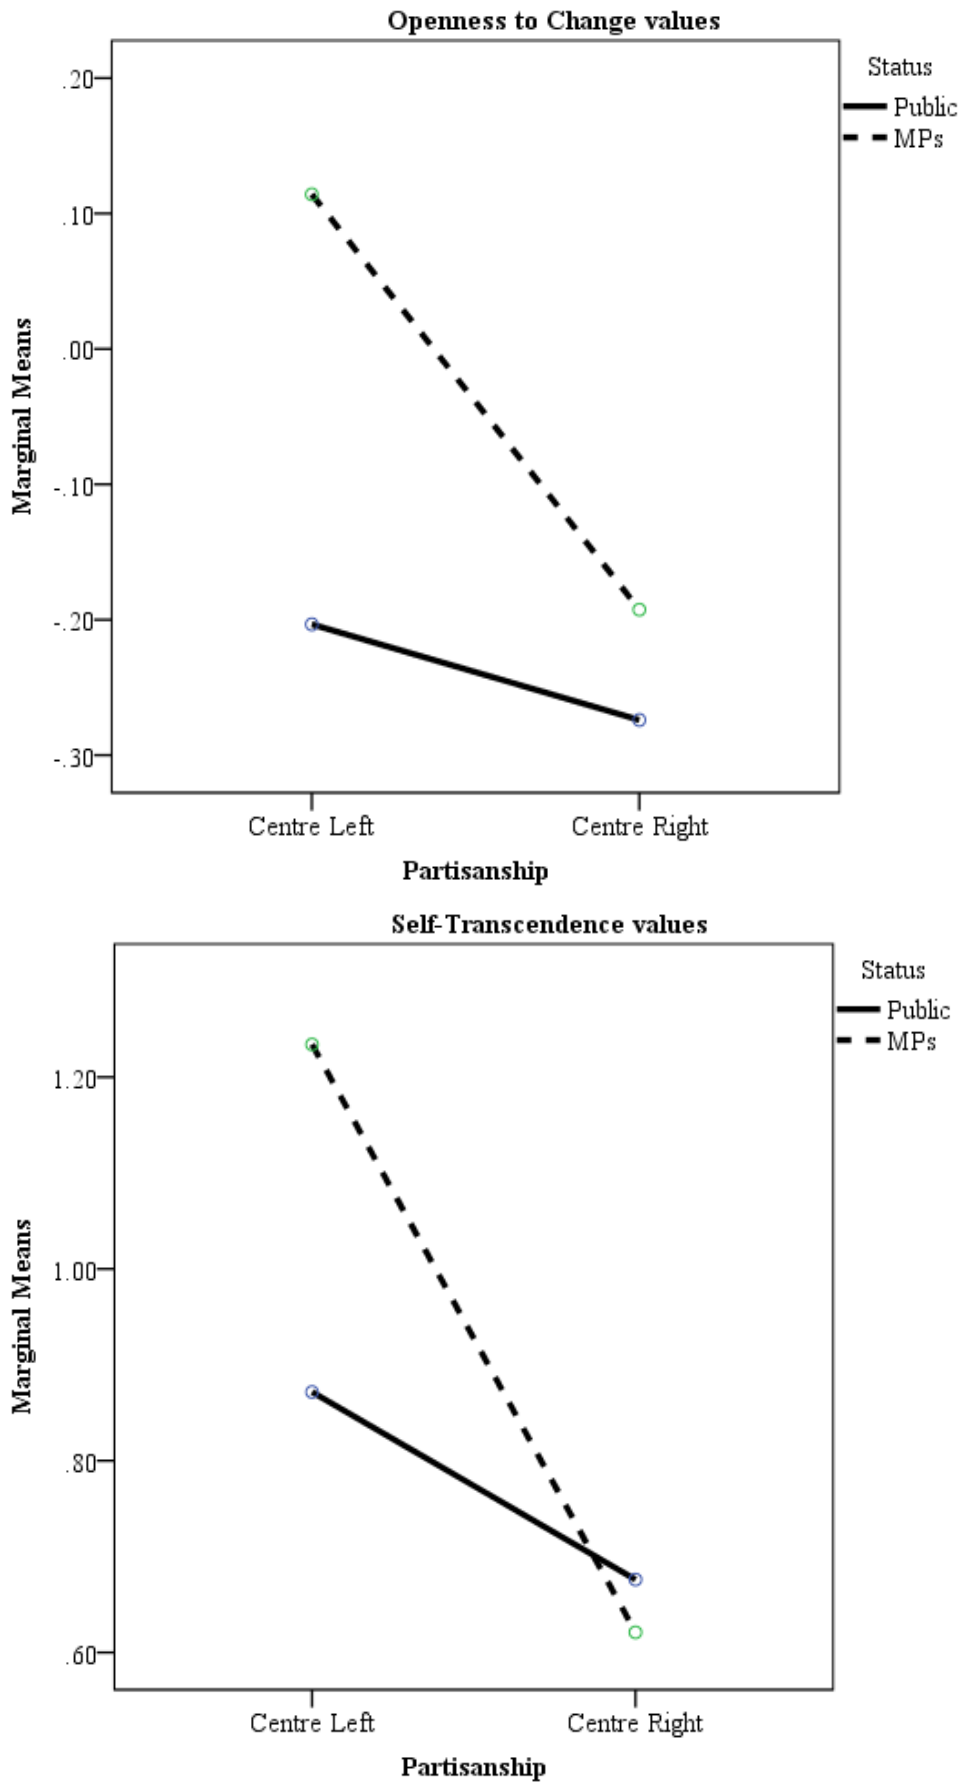 Openness to Change values
Status
Public
MPs
.20
.10
.00
-.10
-.20
-.30
Marginal Means
Centre Left
Centre Right
Partisanship
Self-Transcendence values
Status
Public
MPs
1.20
1.00
.80
.60
Marginal Means
Centre Left
Centre Right
Partisanship